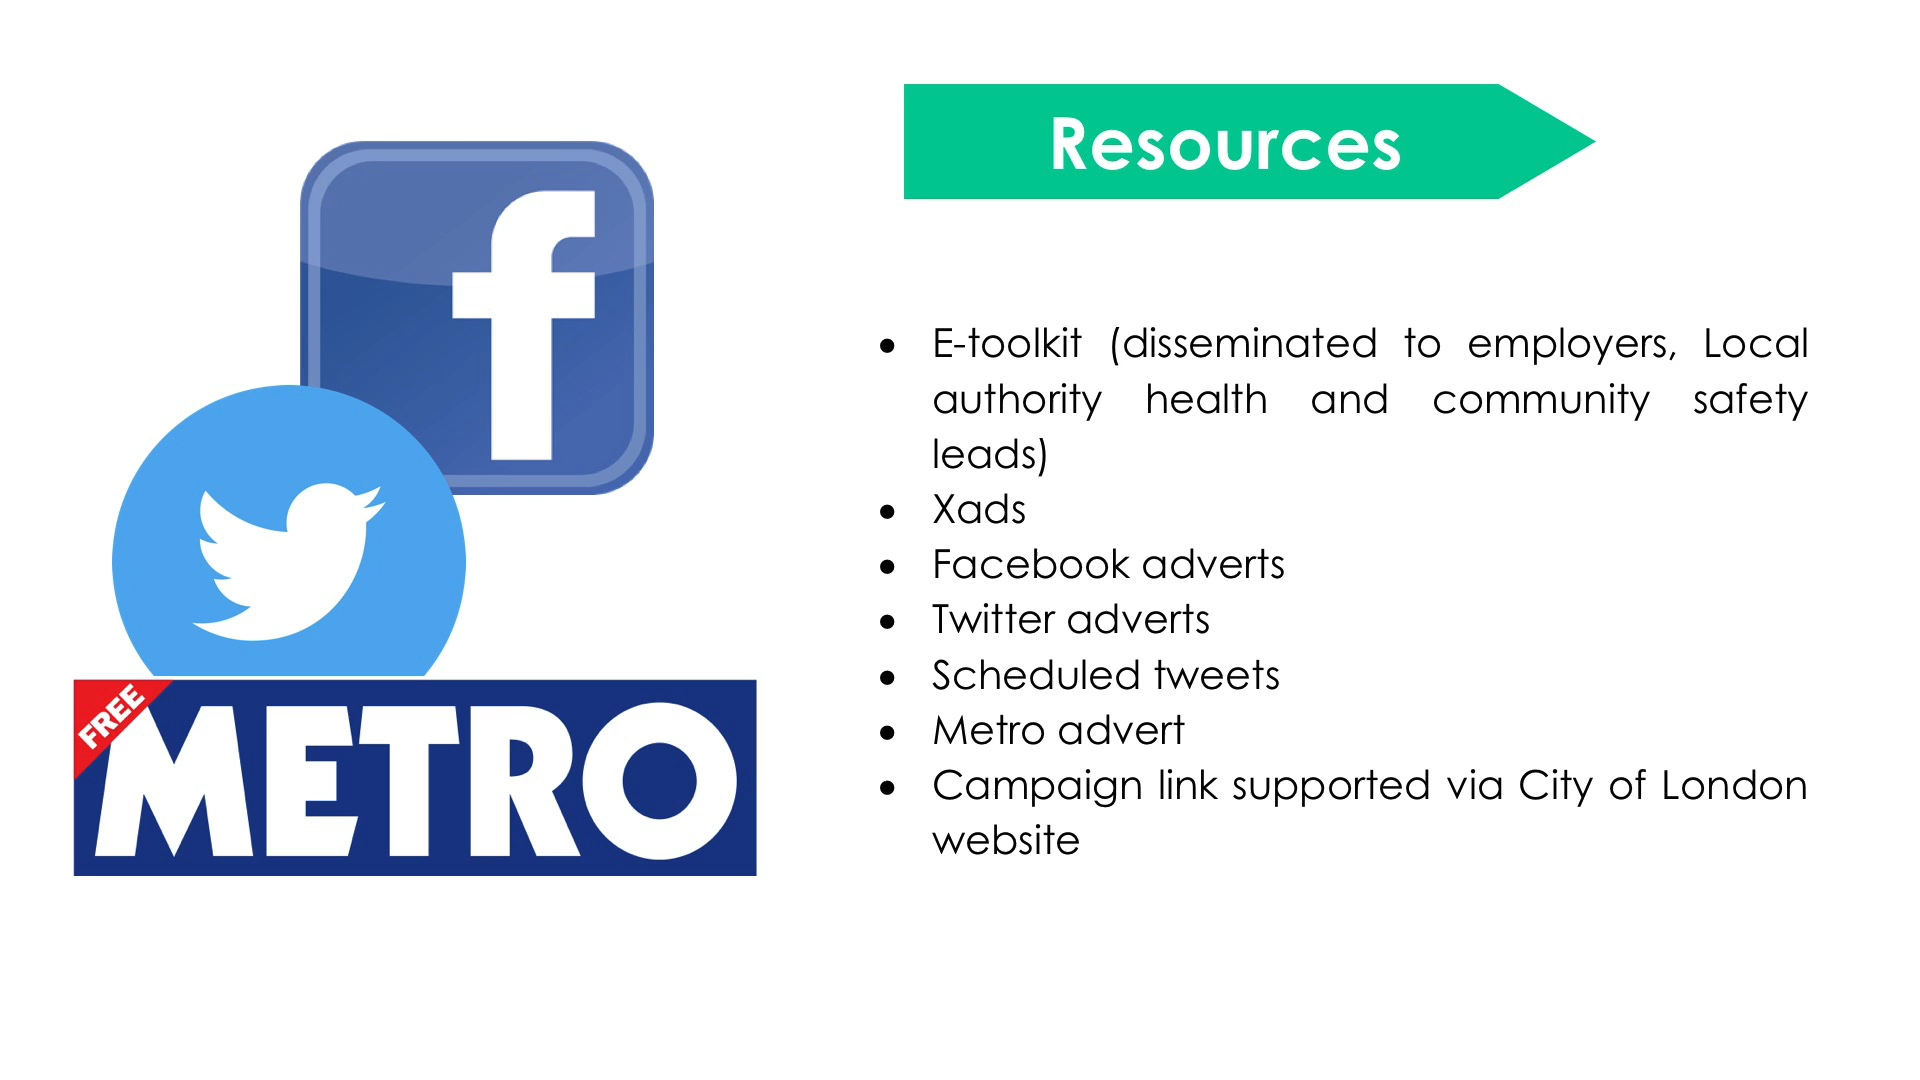 Resources
f
FREE
METRO
• E-toolkit (disseminated to employers, Local
authority health and community safety
leads)
• Xads
• Facebook adverts
• Twitter adverts
• Scheduled tweets
• Metro advert
• Campaign link supported via City of London
website